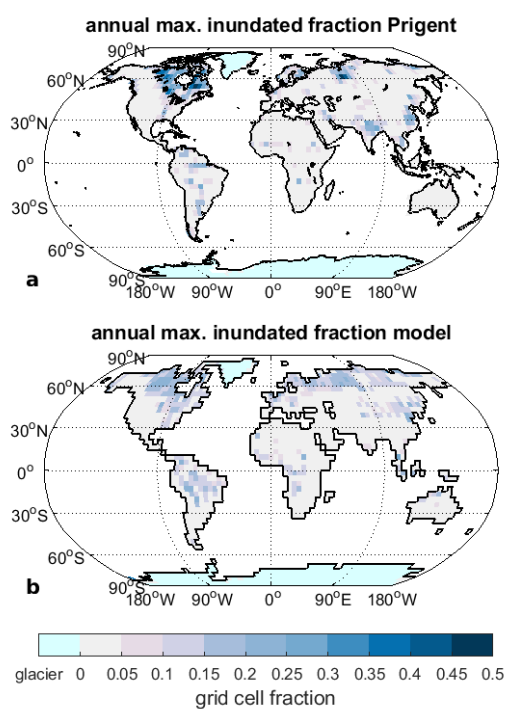 annual max. inundated fraction Prigent
90°N
60°N
30°N
0°
30°S
60°S
90°S
180°W 90°W 0° 90°E 180°W
a
annual max. inundated fraction model
90°N
60°N
30°N
0°
30°S
60°S
90°S
180°W 90°W 0° 90°E 180°W
b
glacier 0 0.05 0.1 0.15 0.2 0.25 0.3 0.35 0.4 0.45 0.5
grid cell fraction